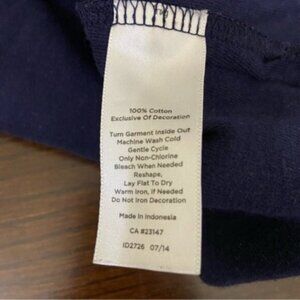 100% Cotton
Exclusive Of Decoration
Turn Garment Inside Out
Machine Wash Cold
Gentle Cycle
Only Non-Chlorine
Bleach When Needed
Reshape,
Lay Flat To Dry
Warm Iron, if Needed
Do Not Iron Decoration
Made In Indonesia
CA #23147
ID2726 07/14